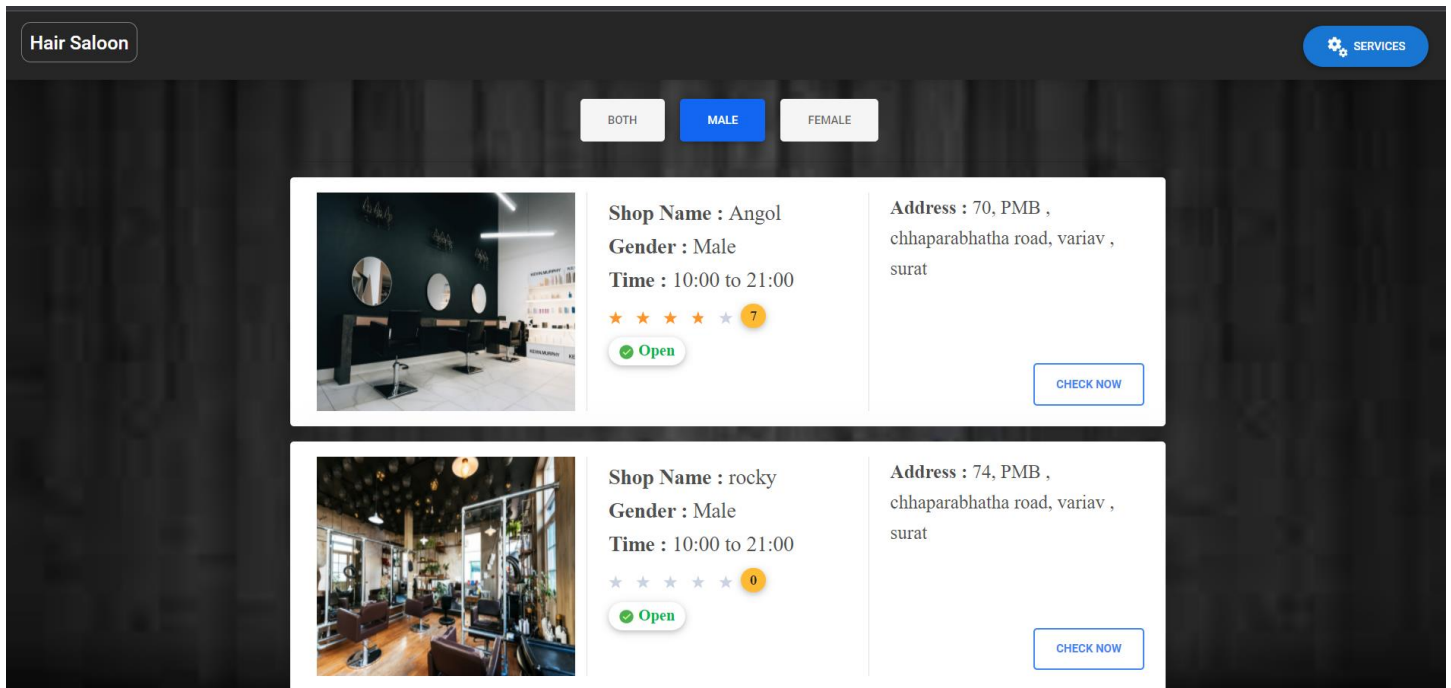 Hair Saloon
SERVICES
BOTH
MALE
FEMALE
Shop Name : Angol
Gender : Male
Time : 10:00 to 21:00
7
Open
Address : 70, PMB ,
chhaparabhatha road, variav ,
surat
CHECK NOW
KEVIN.MURPHY
Shop Name : rocky
Gender : Male
Time : 10:00 to 21:00
0
Open
Address : 74, PMB ,
chhaparabhatha road, variav ,
surat
CHECK NOW